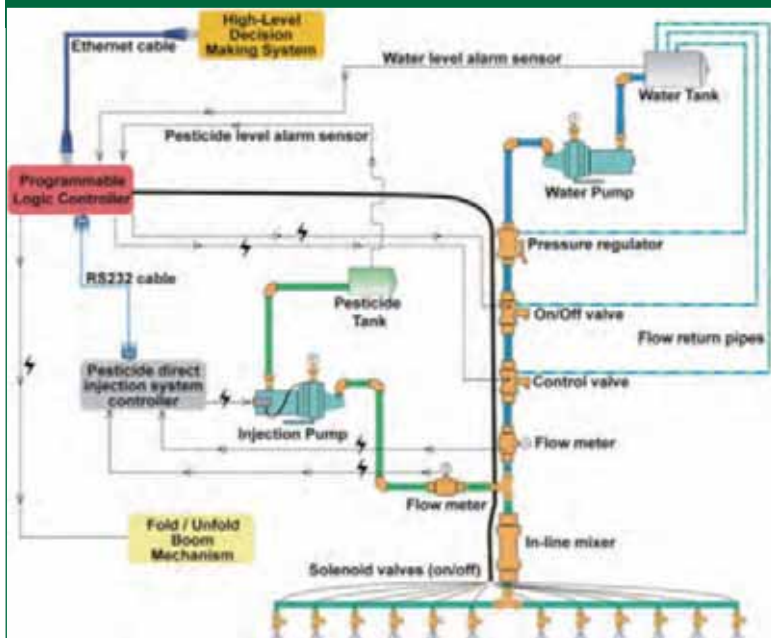 High-Level
Decision
Making System
Ethernet cable
Water level alarm sensor
Water Tank
Pesticide level alarm sensor
Programmable
Logic Controller
Water Pump
Pressure regulator
RS232 cable
Pesticide
Tank
On/Off valve
Flow return pipes
Pesticide direct
injection system
controller
Control valve
Injection Pump
Flow meter
Flow meter
Fold / Unfold
Boom
Mechanism
In-line mixer
Solenoid valves (on/off)